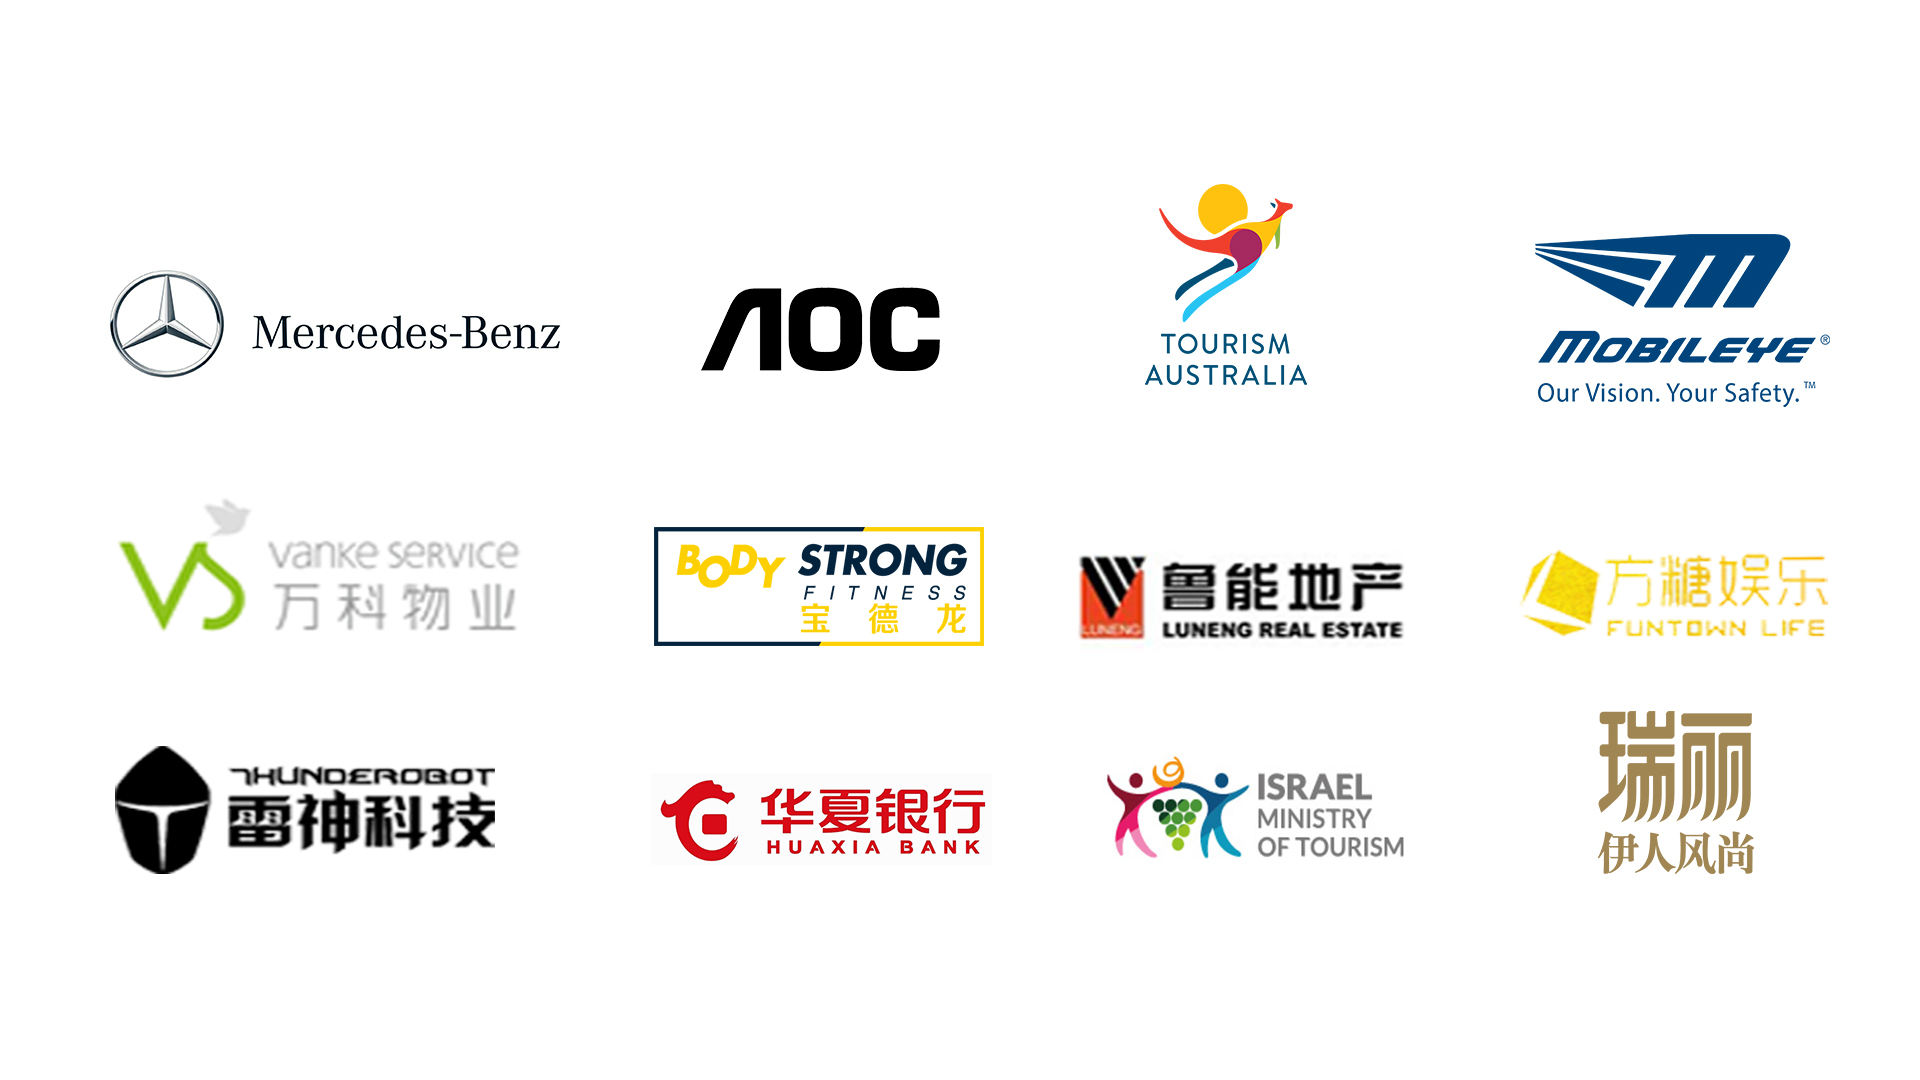 Mercedes-Benz
AOC
TOURISM
AUSTRALIA
MOBILEYE®
Our Vision. Your Safety.™
vanke service
万科物业
BODY STRONG
FITNESS
宝德龙
LUNENG
鲁能地产
LUNENG REAL ESTATE
方糖娱乐
FUNTOWN LIFE
THUNDEROBOT
雷神科技
华夏银行
HUAXIA BANK
ISRAEL
MINISTRY
OF TOURISM
瑞丽
伊人风尚